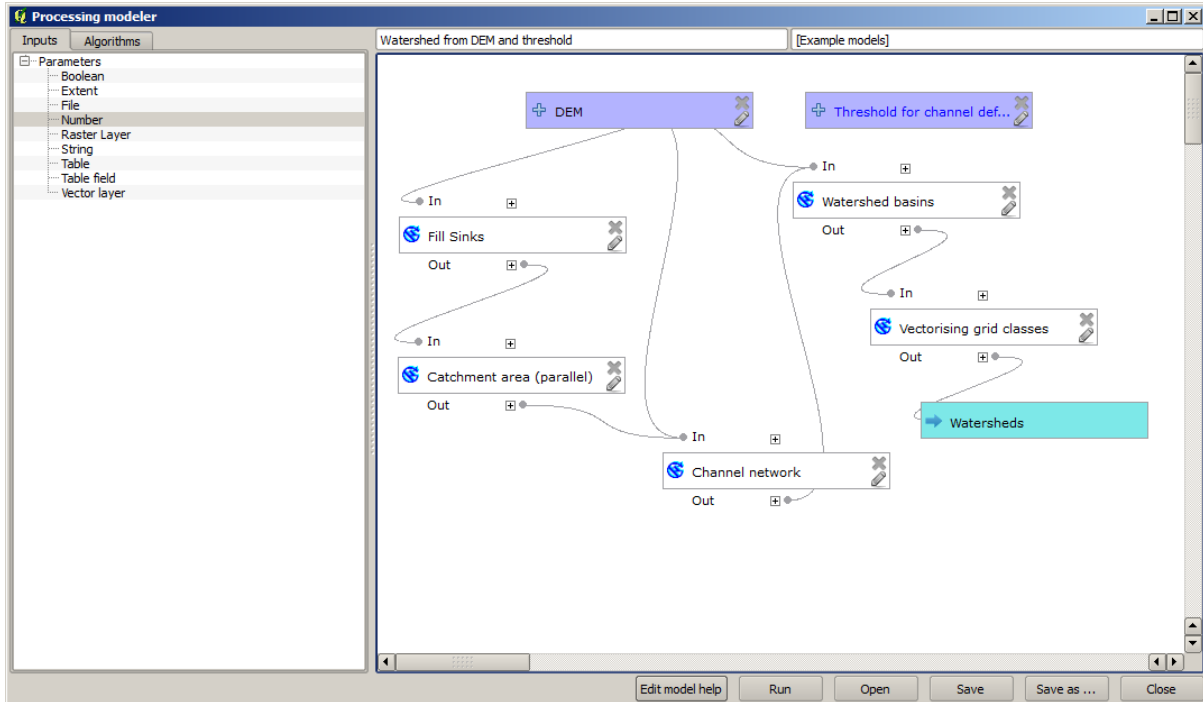 Processing modeler
Inputs Algorithms
Watershed from DEM and threshold [Example models]
Parameters
Boolean
Extent
File
Number
Raster Layer
String
Table
Table field
Vector layer
DEM
Threshold for channel def...
In
Watershed basins
Out
In
Fill Sinks
Out
In
Vectorising grid classes
Out
In
Catchment area (parallel)
Out
Watersheds
In
Channel network
Out
Edit model help Run Open Save Save as ... Close